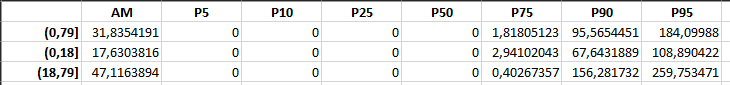 AM P5 P10 P25 P50 P75 P90 P95
(0,79] 31,8354191 0 0 0 0 1,81805123 95,5654451 184,09988
(0,18] 17,6303816 0 0 0 0 2,94102043 67,6431889 108,890422
(18,79] 47,1163894 0 0 0 0 0,40267357 156,281732 259,753471